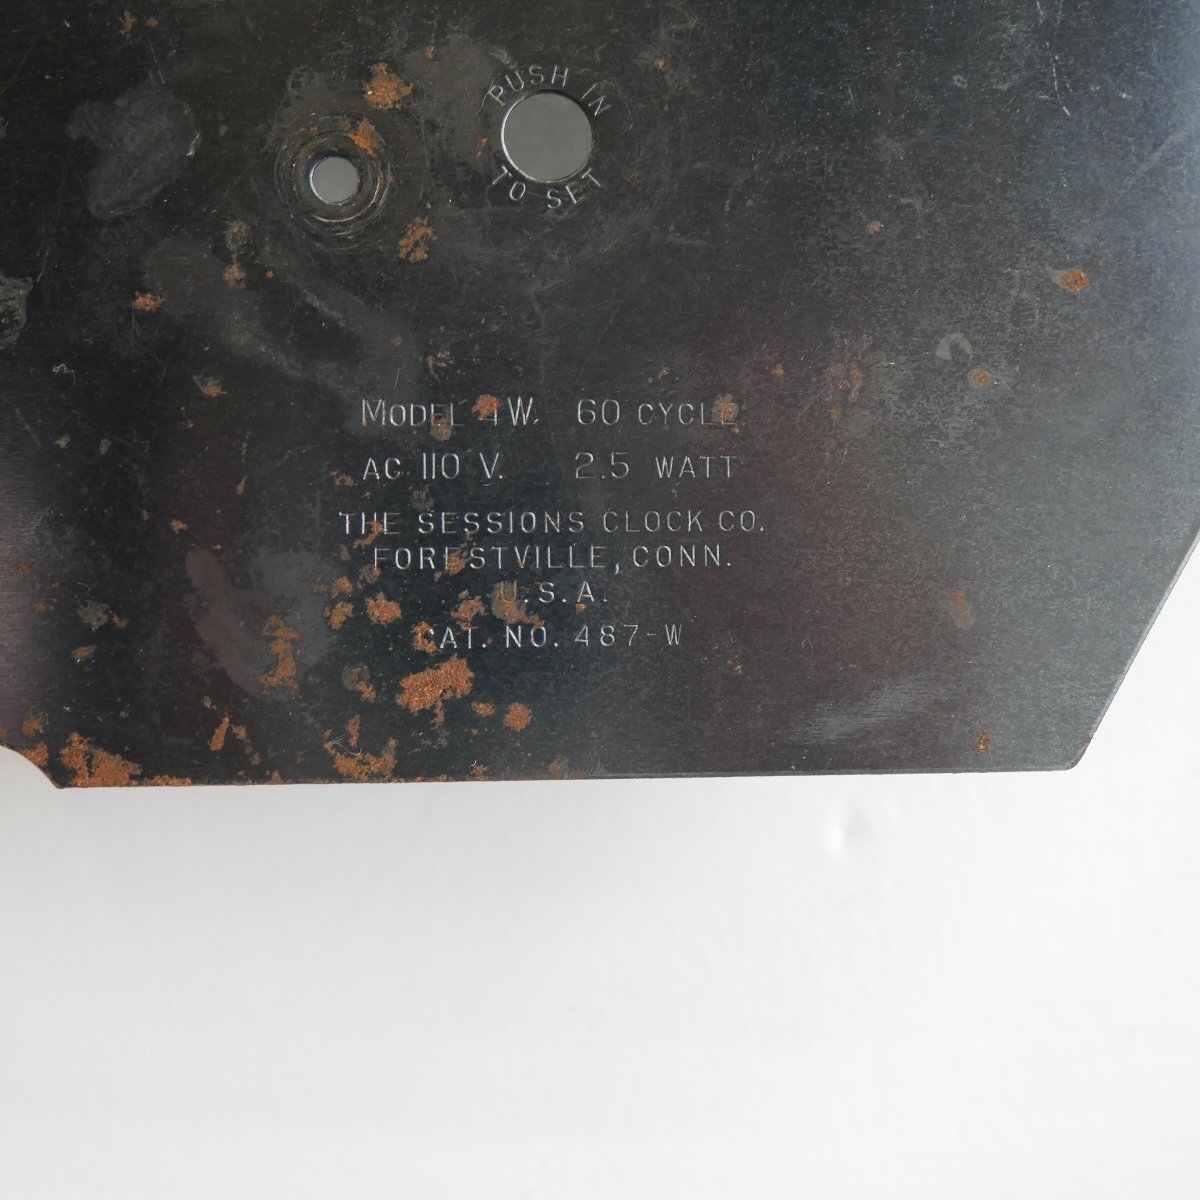 PUSH IN
TO SET
MODEL 4W. 60 CYCLE
AC 110 V. 2.5 WATT
THE SESSIONS CLOCK CO.
FORESTVILLE, CONN.
U.S.A.
CAT. NO. 487-W